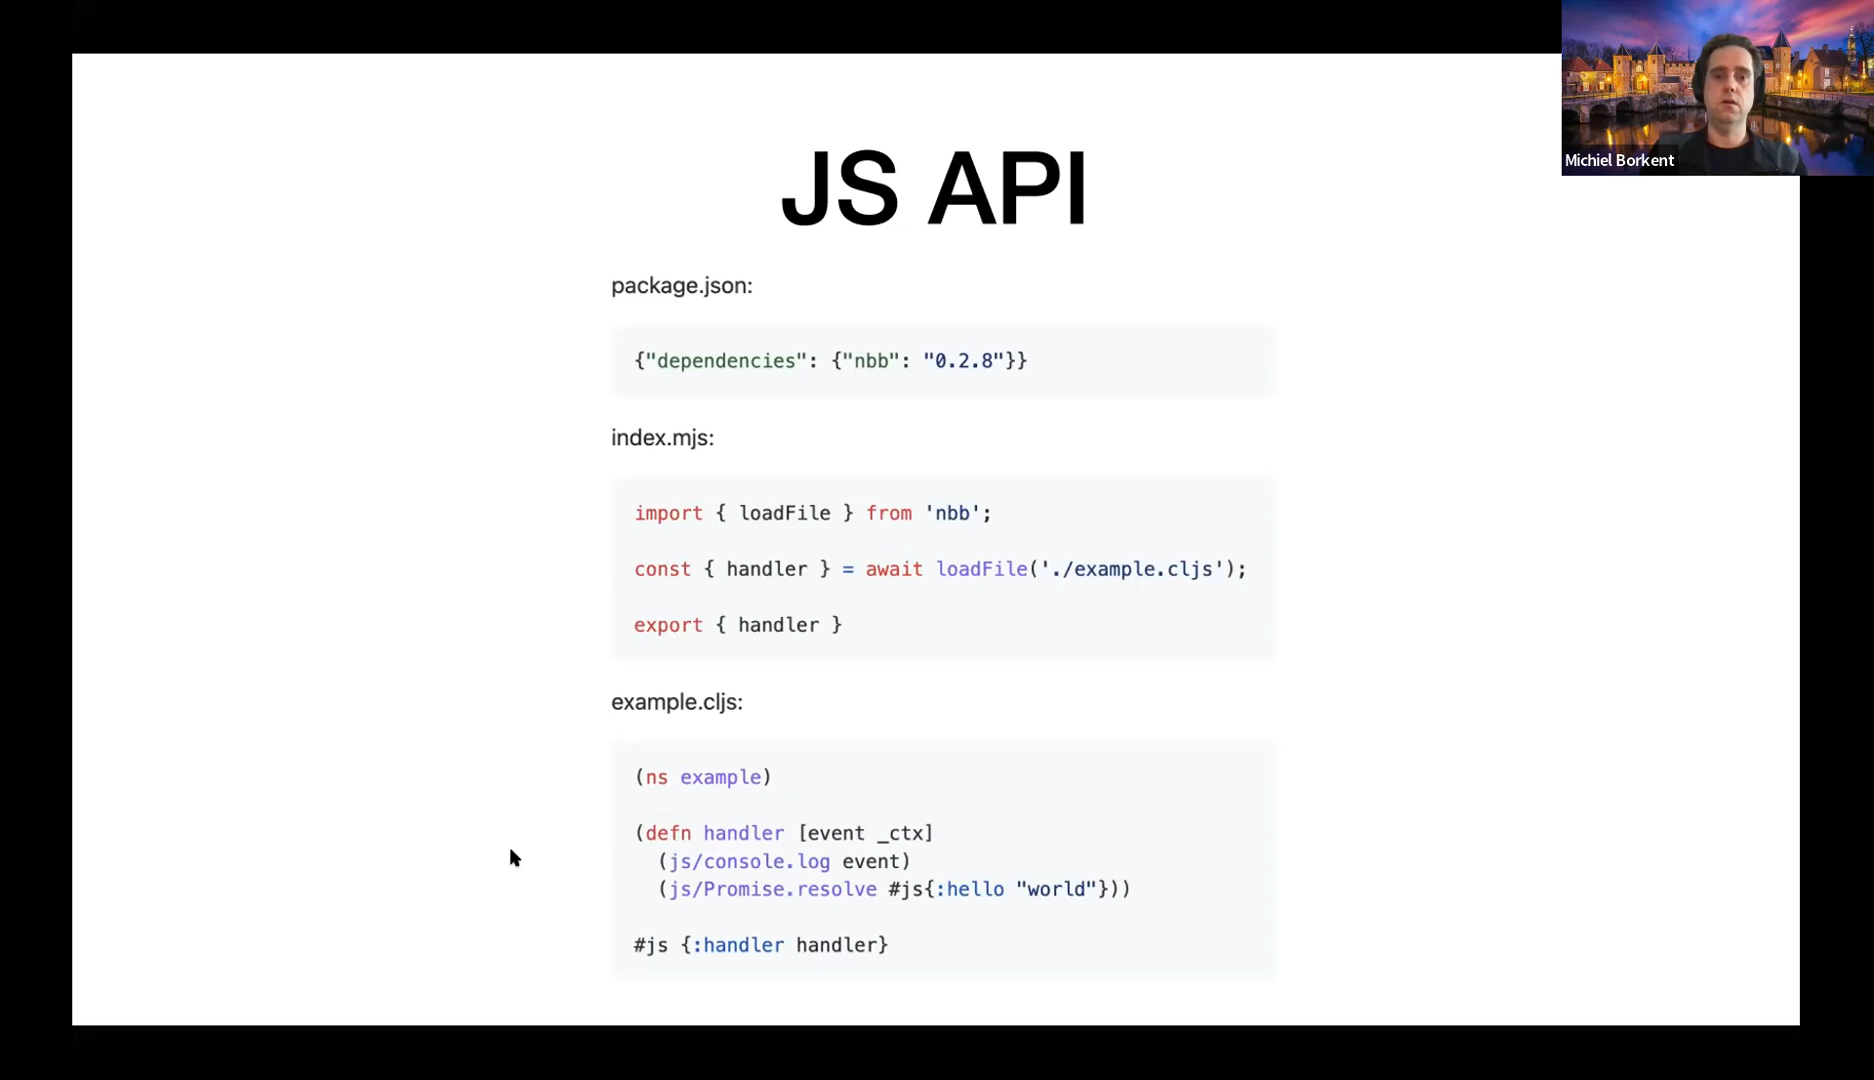 JS API
Michiel Borkent
package.json:
{"dependencies": {"nbb": "0.2.8"}}
index.mjs:
import { loadFile } from 'nbb';
const { handler } = await loadFile('./example.cljs');
export { handler }
example.cljs:
(ns example)
(defn handler [event _ctx]
(js/console.log event)
(js/Promise.resolve #js{:hello "world"}))
#js {:handler handler}